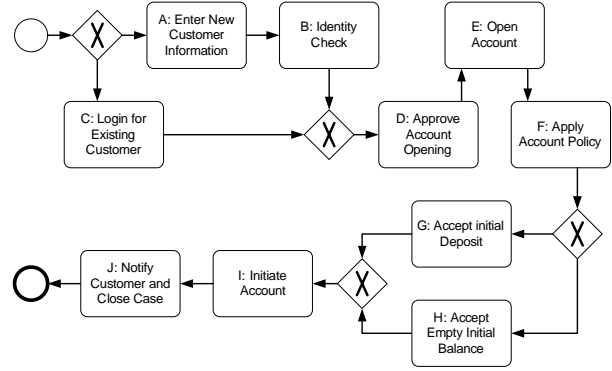 A: Enter New
Customer
Information
B: Identity
Check
E: Open
Account
X
C: Login for
Existing
Customer
X
D: Approve
Account
Opening
F: Apply
Account Policy
G: Accept initial
Deposit
X
J: Notify
Customer and
Close Case
I: Initiate
Account
X
H: Accept
Empty Initial
Balance